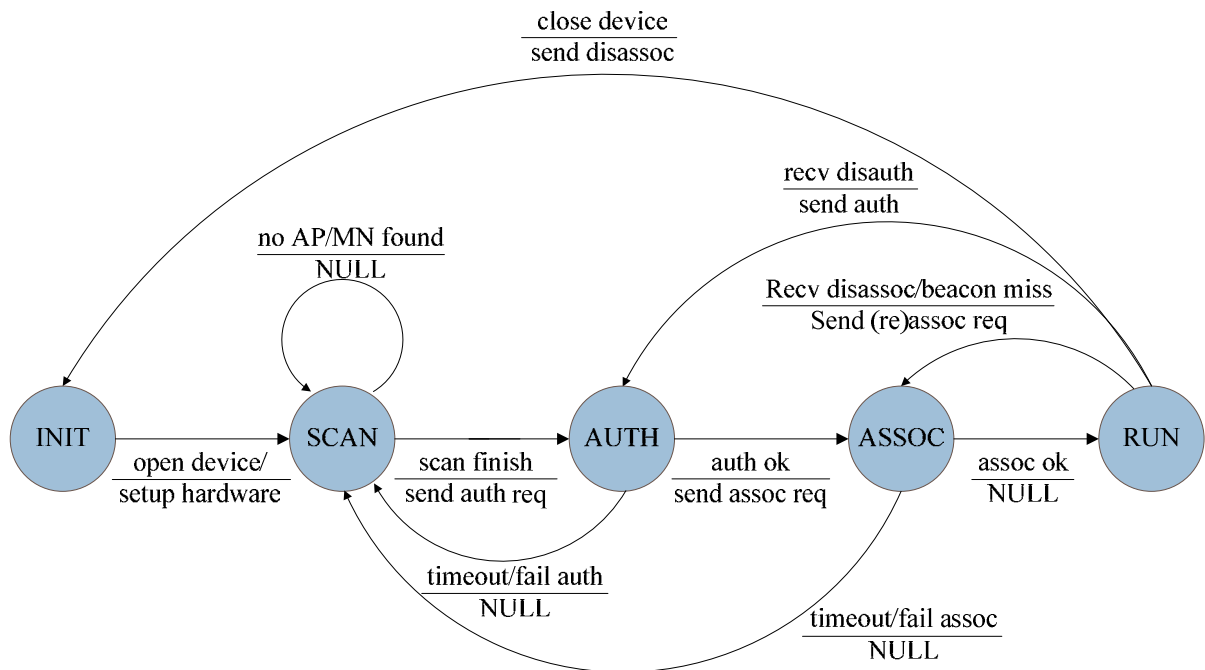 close device
send disassoc
recv disauth
send auth
no AP/MN found
NULL
Recv disassoc/beacon miss
Send (re)assoc req
INIT
SCAN
AUTH
ASSOC
RUN
open device/
setup hardware
scan finish
send auth req
auth ok
send assoc req
assoc ok
NULL
timeout/fail auth
NULL
timeout/fail assoc
NULL